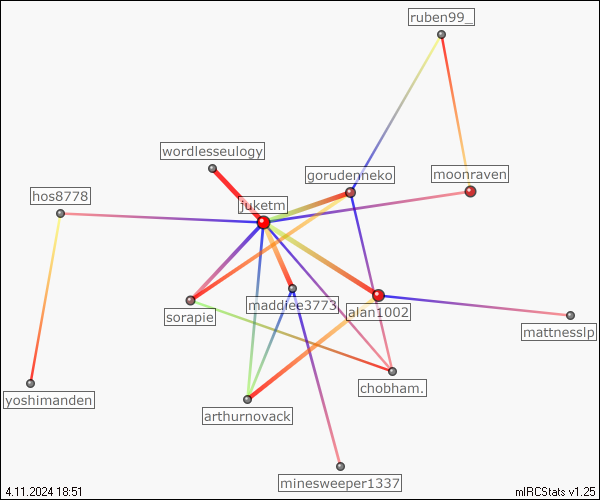 ruben99_
wordlesseulogy
gorudenneko
moonraven
hos8778
juketm
maddiee3773
sorapie
alan1002
mattnesslp
chobham.
yoshimanden
arthurnovack
minesweeper1337
4.11.2024 18:51
mIRCStats v1.25